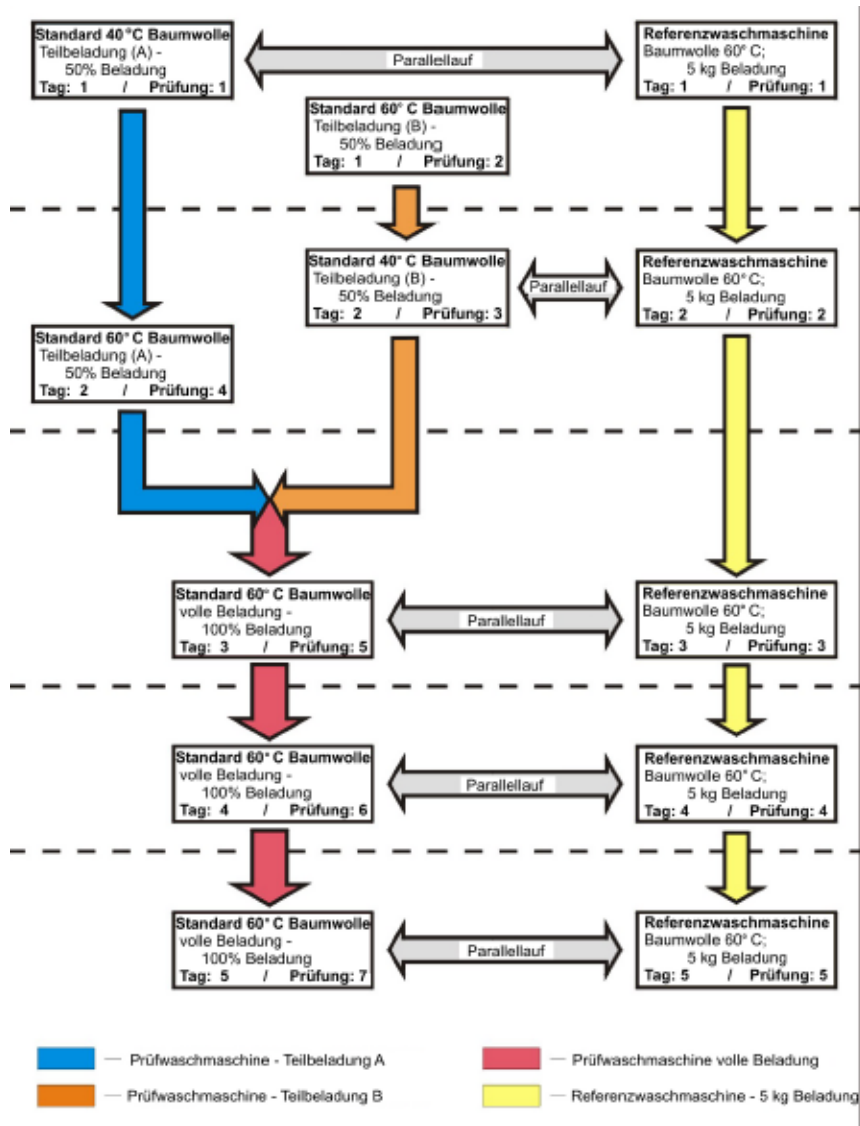 Standard 40°C Baumwolle
Teilbeladung (A) -
50% Beladung
Tag: 1 / Prüfung: 1
Parallellauf
Referenzwaschmaschine
Baumwolle 60° C;
5 kg Beladung
Tag: 1 / Prüfung: 1
Standard 60° C Baumwolle
Teilbeladung (B) -
50% Beladung
Tag: 1 / Prüfung: 2
Standard 40° C Baumwolle
Teilbeladung (B) -
50% Beladung
Tag: 2 / Prüfung: 3
Parallellauf
Referenzwaschmaschine
Baumwolle 60° C;
5 kg Beladung
Tag: 2 / Prüfung: 2
Standard 60° C Baumwolle
Teilbeladung (A) -
50% Beladung
Tag: 2 / Prüfung: 4
Standard 60° C Baumwolle
volle Beladung -
100% Beladung
Tag: 3 / Prüfung: 5
Parallellauf
Referenzwaschmaschine
Baumwolle 60° C;
5 kg Beladung
Tag: 3 / Prüfung: 3
Standard 60° C Baumwolle
volle Beladung -
100% Beladung
Tag: 4 / Prüfung: 6
Parallellauf
Referenzwaschmaschine
Baumwolle 60° C;
5 kg Beladung
Tag: 4 / Prüfung: 4
Standard 60° C Baumwolle
volle Beladung -
100% Beladung
Tag: 5 / Prüfung: 7
Parallellauf
Referenzwaschmaschine
Baumwolle 60° C;
5 kg Beladung
Tag: 5 / Prüfung: 5
— Prüfwaschmaschine - Teilbeladung A
— Prüfwaschmaschine volle Beladung
— Prüfwaschmaschine - Teilbeladung B
— Referenzwaschmaschine - 5 kg Beladung